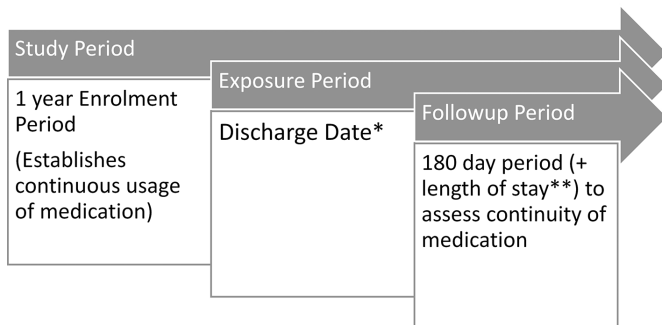 Study Period
Exposure Period
1 year Enrolment
Period
(Establishes
continuous usage
of medication)
Discharge Date*
Followup Period
180 day period (+
length of stay**) to
assess continuity of
medication